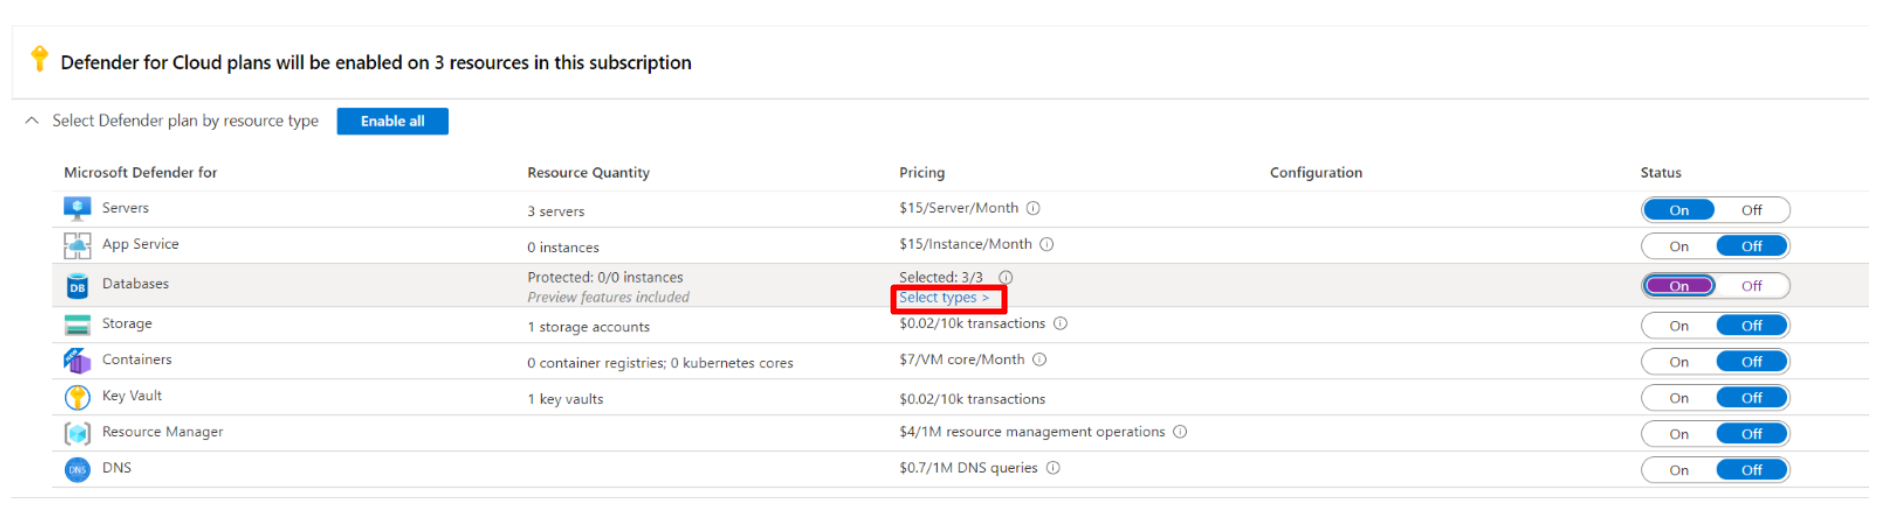 Defender for Cloud plans will be enabled on 3 resources in this subscription
Select Defender plan by resource type Enable all
Microsoft Defender for Resource Quantity Pricing Configuration Status
Servers 3 servers $15/Server/Month On Off
App Service 0 instances $15/Instance/Month On Off
Databases Protected: 0/0 instances Selected: 3/3 On Off
Preview features included Select types >
Storage 1 storage accounts $0.02/10k transactions On Off
Containers 0 container registries; 0 kubernetes cores $7/VM core/Month On Off
Key Vault 1 key vaults $0.02/10k transactions On Off
Resource Manager $4/1M resource management operations On Off
DNS $0.7/1M DNS queries On Off